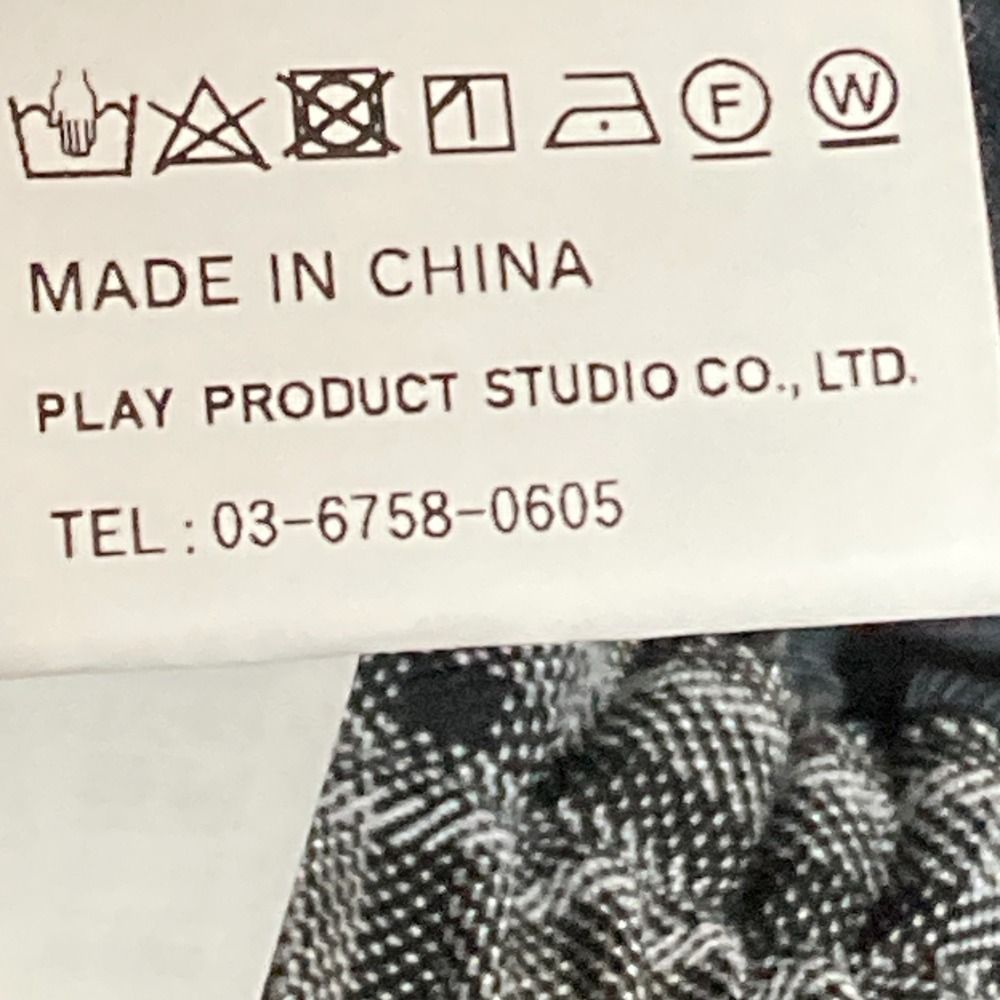 F W
MADE IN CHINA
PLAY PRODUCT STUDIO CO., LTD.
TEL : 03-6758-0605